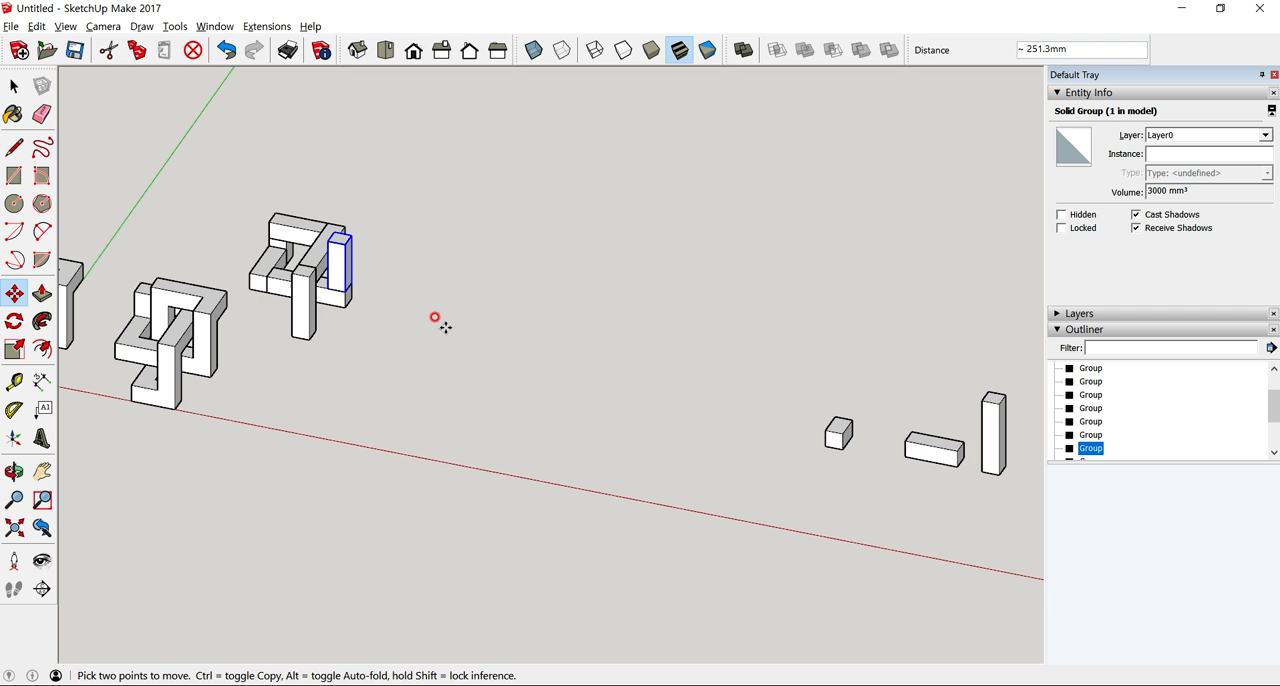 Untitled - SketchUp Make 2017
File Edit View Camera Draw Tools Window Extensions Help
Distance ~ 251.3mm
Default Tray
Entity Info
Solid Group (1 in model)
Layer: Layer0
Instance:
Type: Type: <undefined>
Volume: 3000 mm³
Hidden Cast Shadows
Locked Receive Shadows
Layers
Outliner
Filter:
Group
Group
Group
Group
Group
Group
Group
A1
Pick two points to move. Ctrl = toggle Copy, Alt = toggle Auto-fold, hold Shift = lock inference.